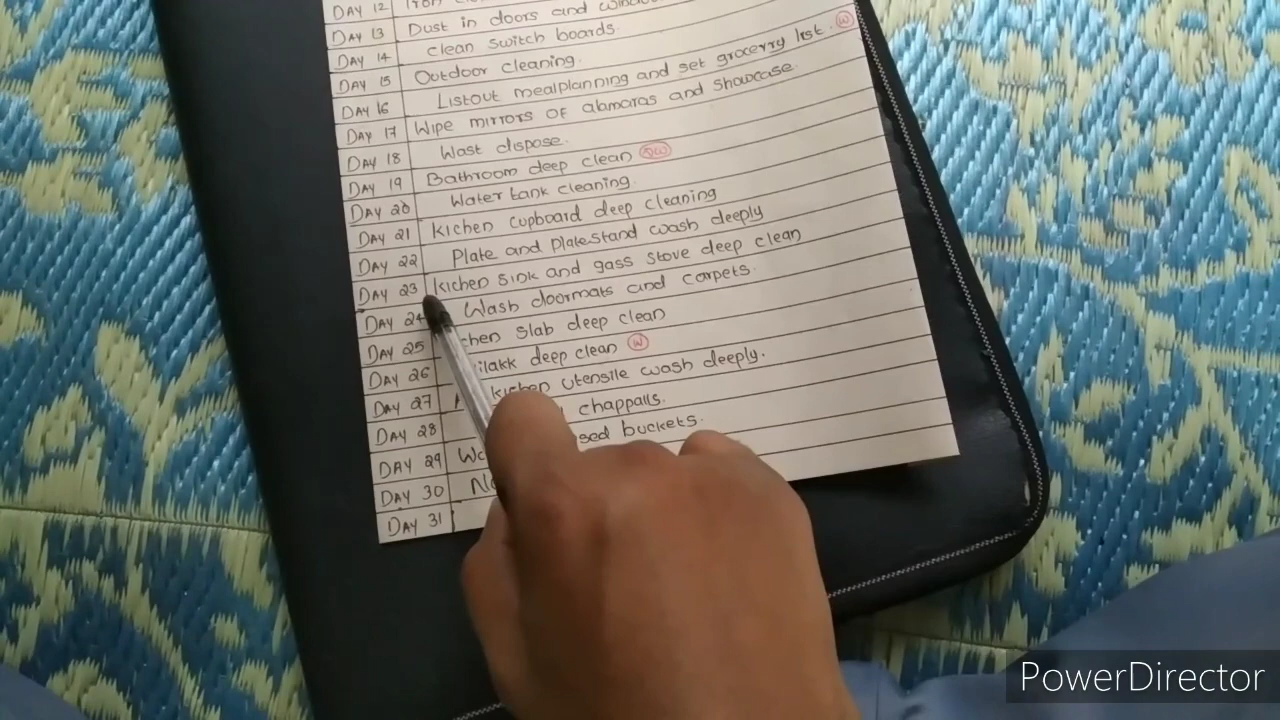 DAY 12
DAY 13 Dust in doors and
DAY 14 clean switch boards.
DAY 15 Outdoor cleaning.
DAY 16 Listout mealplanning and set grocerry list. W
DAY 17 Wipe mirrors of almaras and showcase.
DAY 18 Wast dispose.
DAY 19 Bathroom deep clean
DAY 20 Water tank cleaning.
DAY 21 Kichen cupboard deep cleaning
DAY 22 Plate and platestand wash deeply
DAY 23 Kichen sink and gass stove deep clean
DAY 24 Wash doormats and carpets.
DAY 25 slab deep clean
DAY 26 deep clean W
DAY 27 kichen utensile wash deeply.
DAY 28 chappalls.
DAY 29 buckets.
DAY 30
DAY 31
PowerDirector